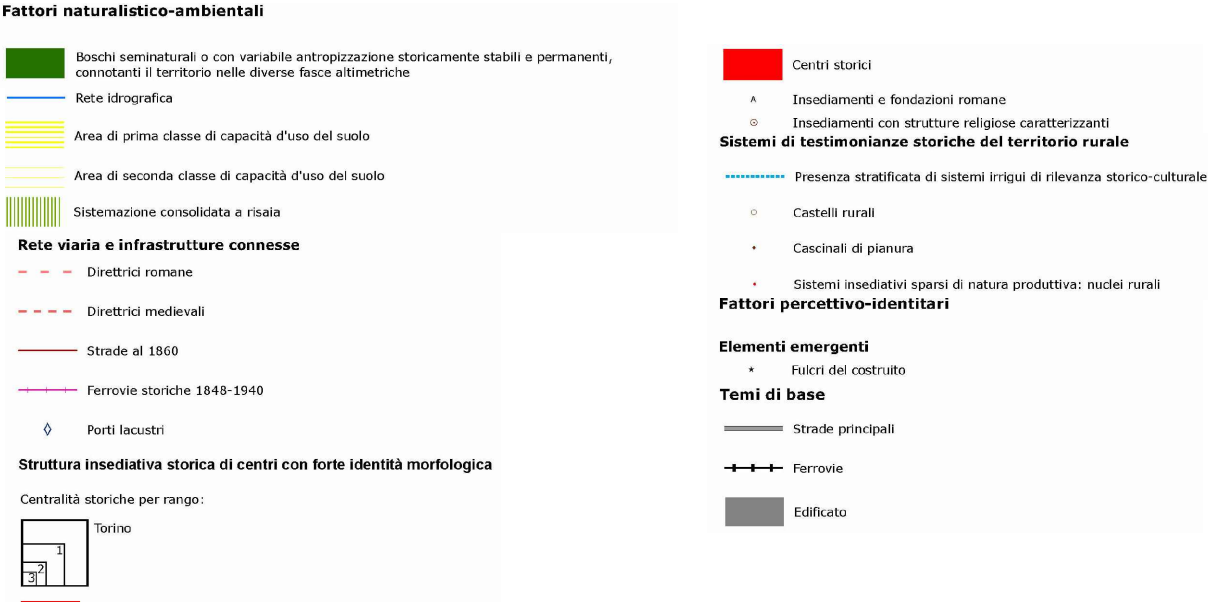 Fattori naturalistico-ambientali
Boschi seminaturali o con variabile antropizzazione storicamente stabili e permanenti,
connotanti il territorio nelle diverse fasce altimetriche
Rete idrografica
Area di prima classe di capacità d'uso del suolo
Area di seconda classe di capacità d'uso del suolo
Sistemazione consolidata a risaia
Rete viaria e infrastrutture connesse
Direttrici romane
Direttrici medievali
Strade al 1860
Ferrovie storiche 1848-1940
Porti lacustri
Struttura insediativa storica di centri con forte identità morfologica
Centralità storiche per rango:
Torino
1
2
3
Centri storici
Insediamenti e fondazioni romane
Insediamenti con strutture religiose caratterizzanti
Sistemi di testimonianze storiche del territorio rurale
Presenza stratificata di sistemi irrigui di rilevanza storico-culturale
Castelli rurali
Cascinali di pianura
Sistemi insediativi sparsi di natura produttiva: nuclei rurali
Fattori percettivo-identitari
Elementi emergenti
Fulcri del costruito
Temi di base
Strade principali
Ferrovie
Edificato